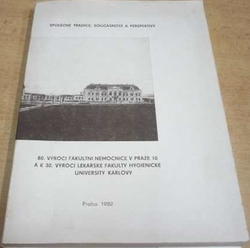 SPOLEČNÉ TRADICE, SOUČASNOST A PERSPEKTIVY
80. VÝROČÍ FAKULTNÍ NEMOCNICE V PRAZE 10
A K 30. VÝROČÍ LÉKAŘSKÉ FAKULTY HYGIENICKÉ
UNIVERSITY KARLOVY
Praha 1982